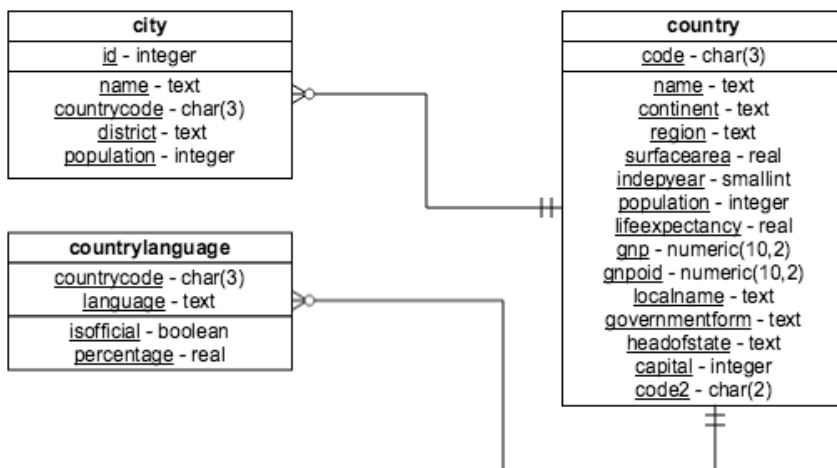 city
id - integer
name - text
countrycode - char(3)
district - text
population - integer
countrylanguage
countrycode - char(3)
language - text
isofficial - boolean
percentage - real
country
code - char(3)
name - text
continent - text
region - text
surfacearea - real
indepyear - smallint
population - integer
lifeexpectancy - real
gnp - numeric(10,2)
gnpoid - numeric(10,2)
localname - text
governmentform - text
headofstate - text
capital - integer
code2 - char(2)